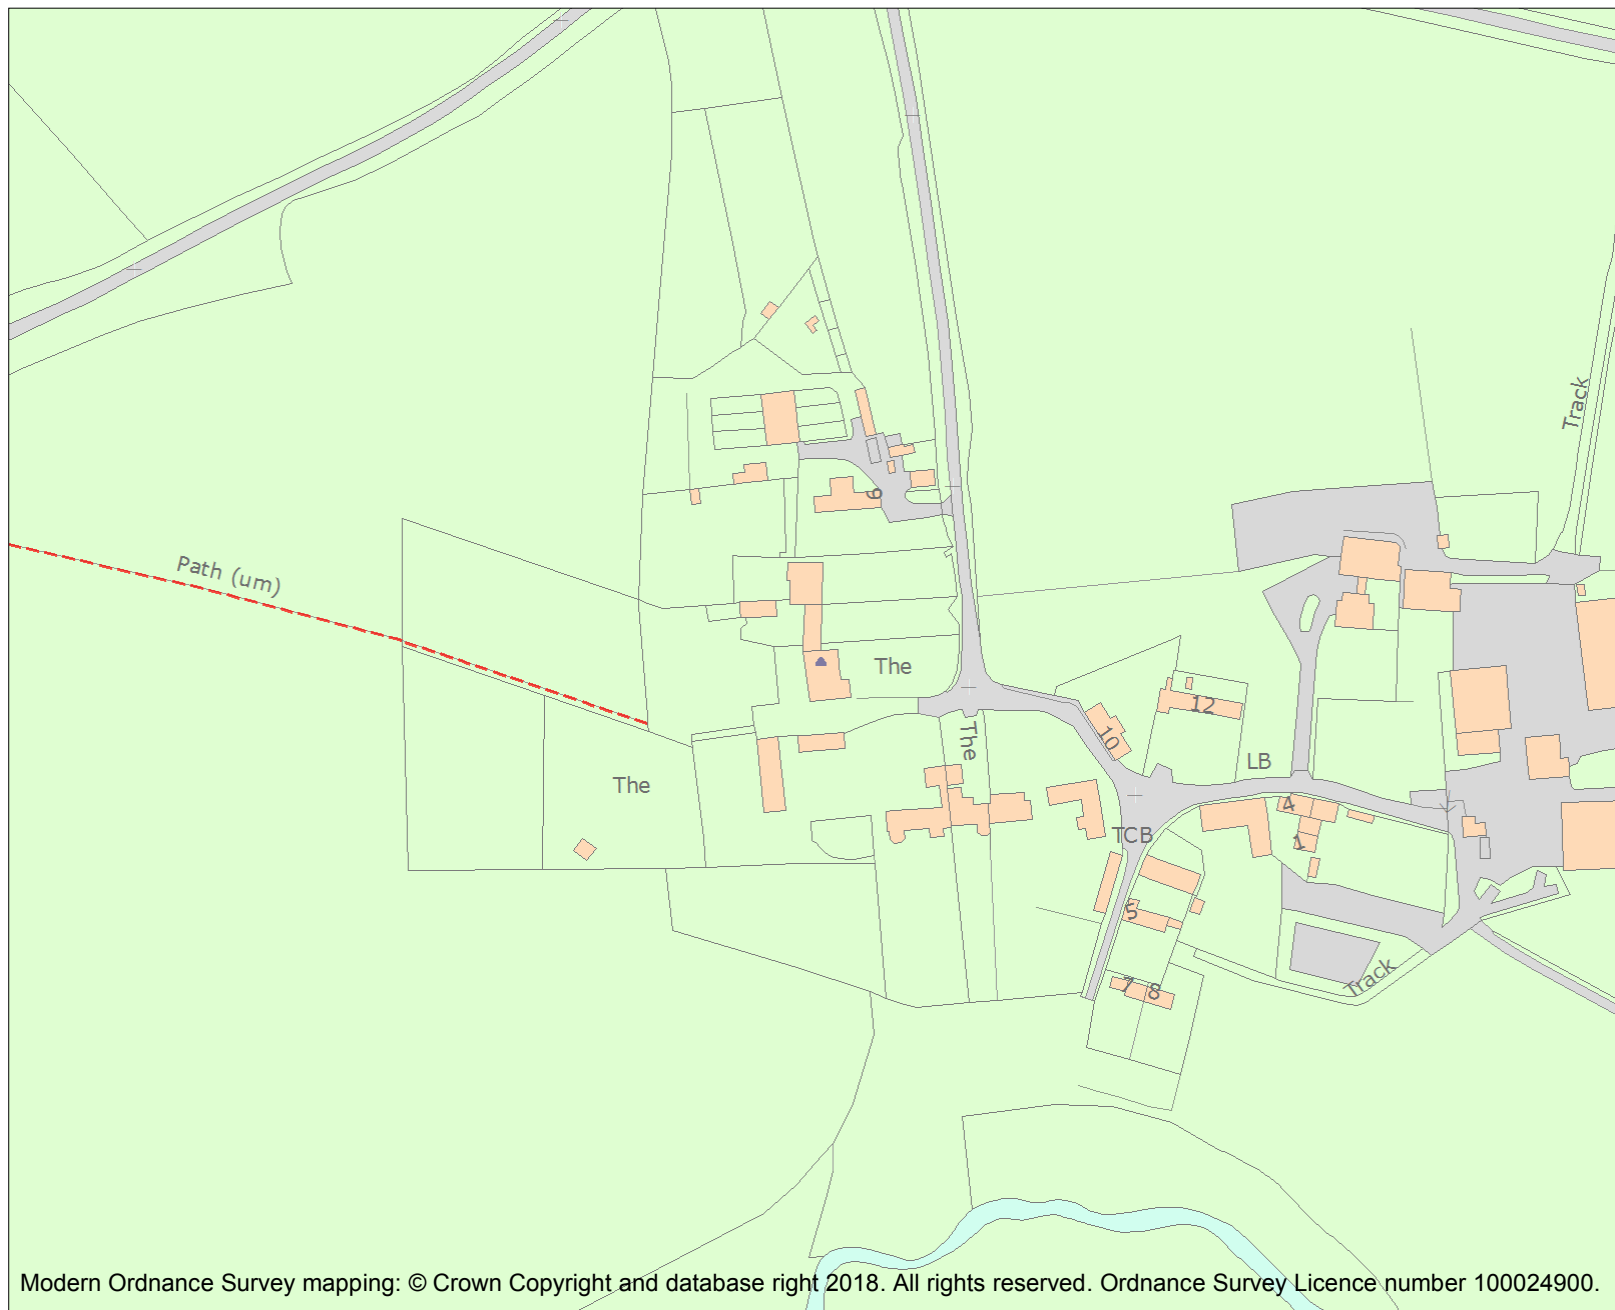 Track
6
Path (um)
The
12
The
10
LB
The
4
TCB
1
5
Track
7
8
Modern Ordnance Survey mapping: © Crown Copyright and database right 2018. All rights reserved. Ordnance Survey Licence number 100024900.